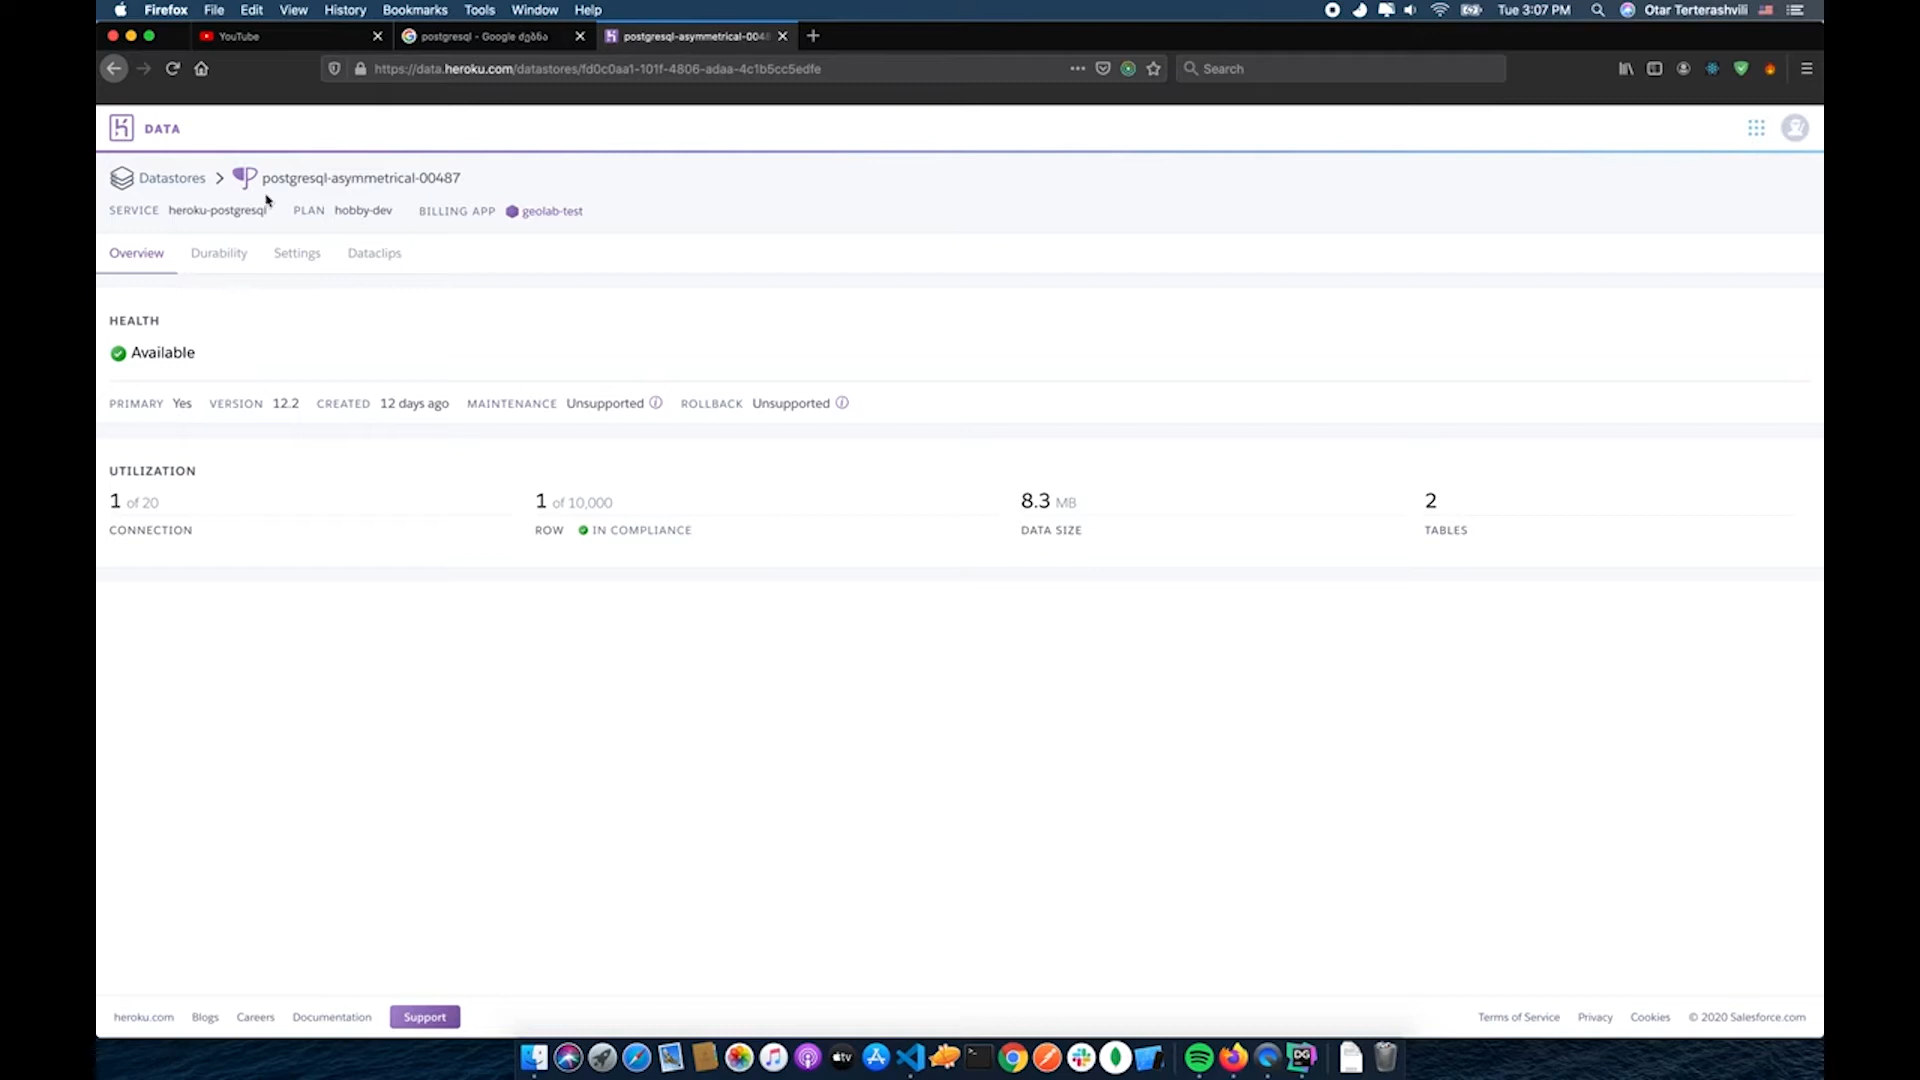 Firefox File Edit View History Bookmarks Tools Window Help Tue 3:07 PM Otar Terterashvili
YouTube postgresql - Google ძებნა postgresql-asymmetrical-0048
https://data.heroku.com/datastores/fd0c0aa1-101f-4806-adaa-4c1b5cc5edfe Search
DATA
Datastores > postgresql-asymmetrical-00487
SERVICE heroku-postgresql PLAN hobby-dev BILLING APP geolab-test
Overview Durability Settings Dataclips
HEALTH
Available
PRIMARY Yes VERSION 12.2 CREATED 12 days ago MAINTENANCE Unsupported ROLLBACK Unsupported
UTILIZATION
1 of 20 1 of 10,000 8.3 MB 2
CONNECTION ROW IN COMPLIANCE DATA SIZE TABLES
heroku.com Blogs Careers Documentation Support Terms of Service Privacy Cookies © 2020 Salesforce.com
tv DG